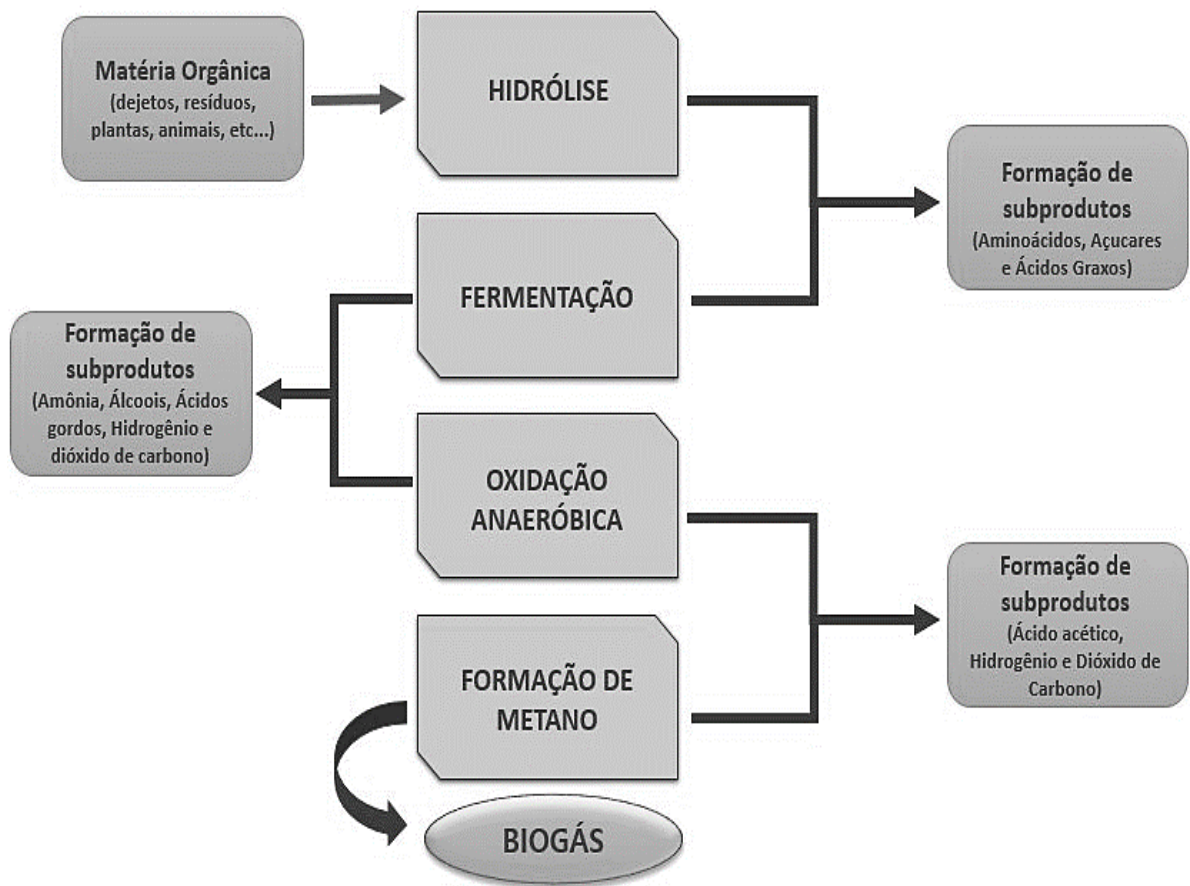 Matéria Orgânica
(dejetos, resíduos,
plantas, animais, etc...)
HIDRÓLISE
Formação de
subprodutos
(Aminoácidos, Açucares
e Ácidos Graxos)
FERMENTAÇÃO
Formação de
subprodutos
(Amônia, Álcoois, Ácidos
gordos, Hidrogênio e
dióxido de carbono)
OXIDAÇÃO
ANAERÓBICA
Formação de
subprodutos
(Ácido acético,
Hidrogênio e Dióxido de
Carbono)
FORMAÇÃO DE
METANO
BIOGÁS